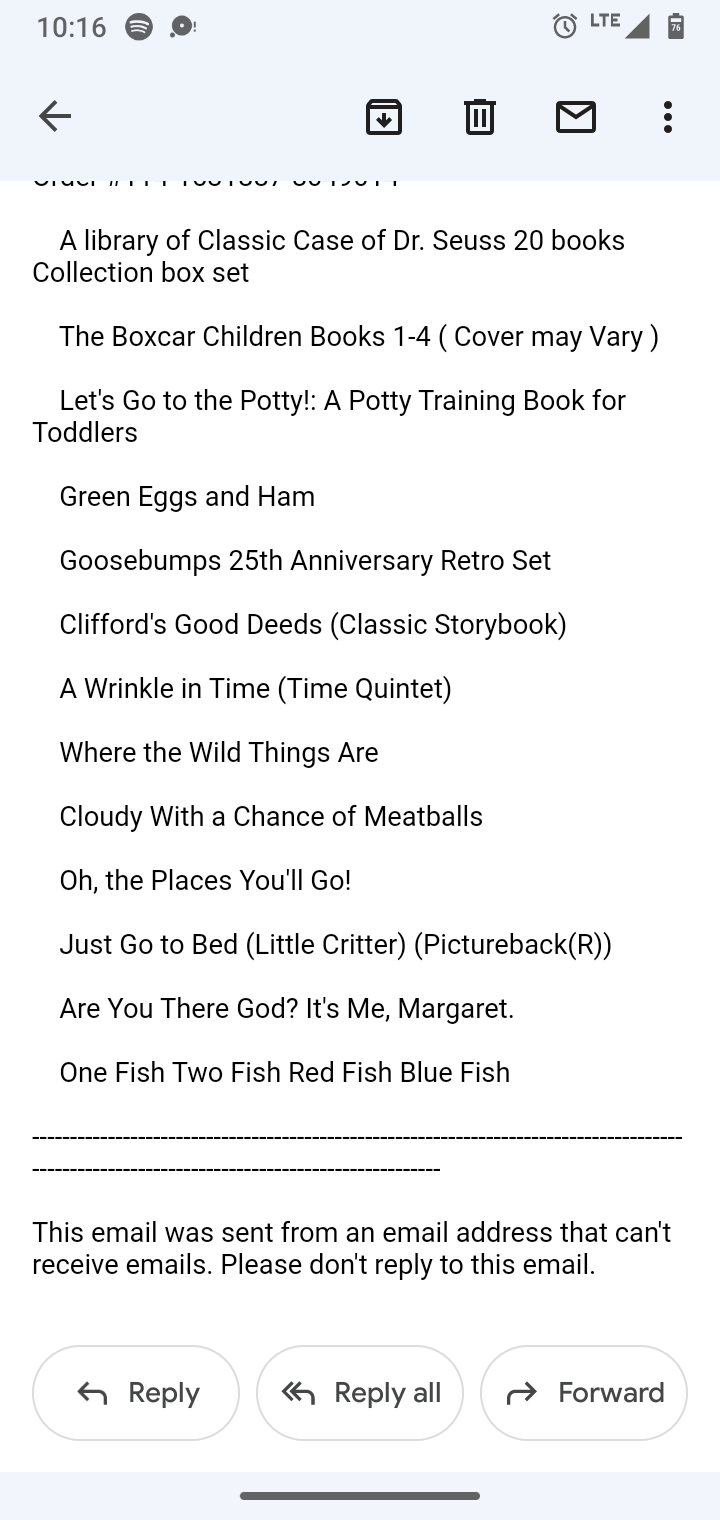 10:16
LTE
76
A library of Classic Case of Dr. Seuss 20 books
Collection box set
The Boxcar Children Books 1-4 ( Cover may Vary )
Let's Go to the Potty!: A Potty Training Book for
Toddlers
Green Eggs and Ham
Goosebumps 25th Anniversary Retro Set
Clifford's Good Deeds (Classic Storybook)
A Wrinkle in Time (Time Quintet)
Where the Wild Things Are
Cloudy With a Chance of Meatballs
Oh, the Places You'll Go!
Just Go to Bed (Little Critter) (Pictureback(R))
Are You There God? It's Me, Margaret.
One Fish Two Fish Red Fish Blue Fish
--------------------------------------------------------------------------------------
------------------------------------------------------
This email was sent from an email address that can't
receive emails. Please don't reply to this email.
Reply
Reply all
Forward